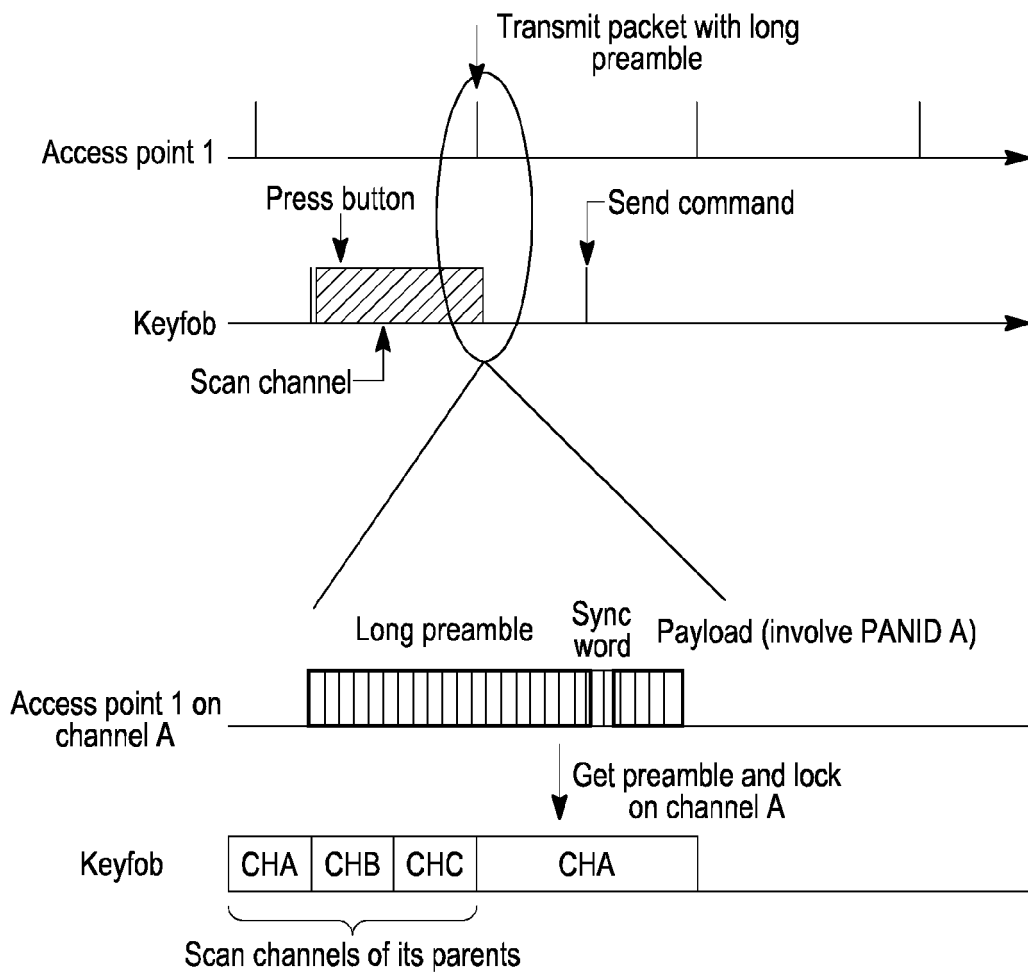 Transmit packet with long
preamble
Access point 1
Press button
Send command
Keyfob
Scan channel
Long preamble
Sync
word
Payload (involve PANID A)
Access point 1 on
channel A
Get preamble and lock
on channel A
Keyfob
CHA CHB CHC CHA
Scan channels of its parents